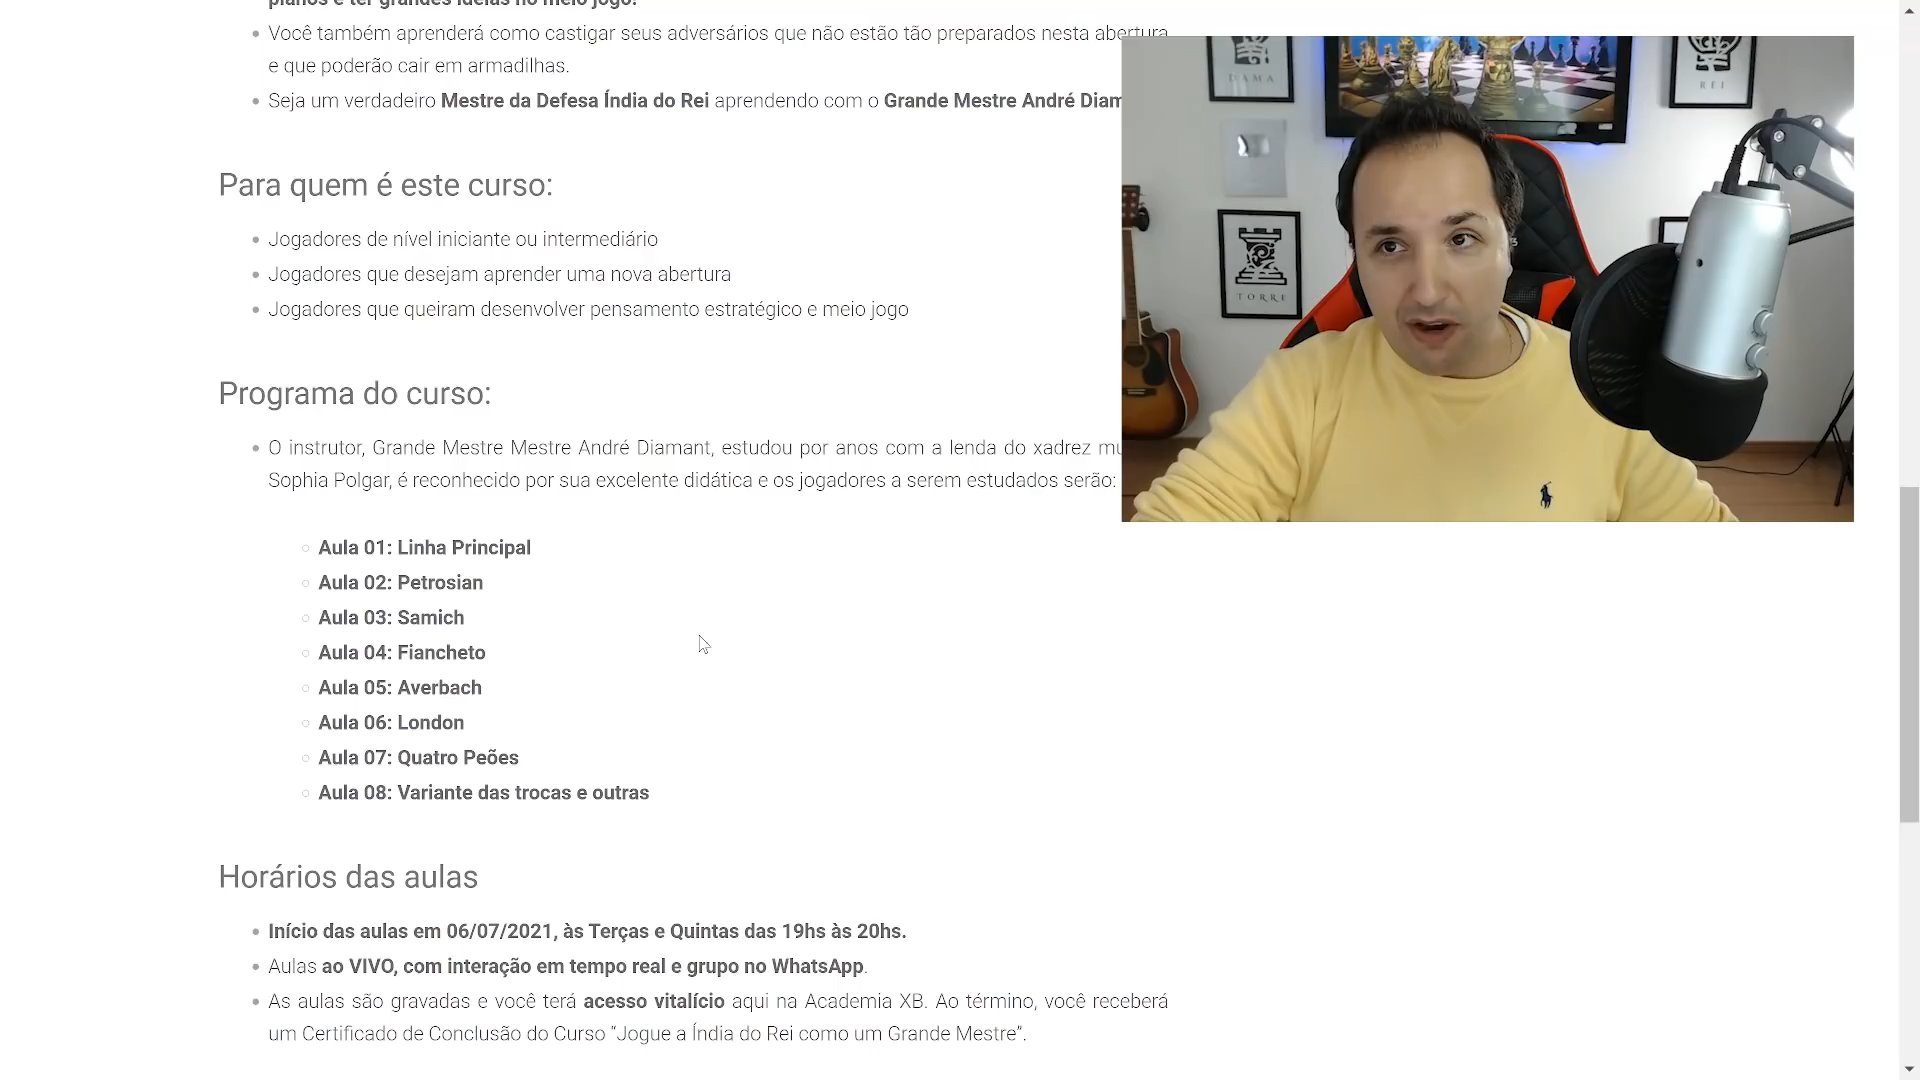 planos e ter grandes ideias no meio jogo!
Você também aprenderá como castigar seus adversários que não estão tão preparados nesta abertura
e que poderão cair em armadilhas.
Seja um verdadeiro Mestre da Defesa Índia do Rei aprendendo com o Grande Mestre André
DAMA
REI
Para quem é este curso:
Jogadores de nível iniciante ou intermediário
Jogadores que desejam aprender uma nova abertura
Jogadores que queiram desenvolver pensamento estratégico e meio jogo
TORRE
Programa do curso:
O instrutor, Grande Mestre Mestre André Diamant, estudou por anos com a lenda do xadrez
Sophia Polgar, é reconhecido por sua excelente didática e os jogadores a serem estudados serão:
Aula 01: Linha Principal
Aula 02: Petrosian
Aula 03: Samich
Aula 04: Fiancheto
Aula 05: Averbach
Aula 06: London
Aula 07: Quatro Peões
Aula 08: Variante das trocas e outras
Horários das aulas
Início das aulas em 06/07/2021, às Terças e Quintas das 19hs às 20hs.
Aulas ao VIVO, com interação em tempo real e grupo no WhatsApp.
As aulas são gravadas e você terá acesso vitalício aqui na Academia XB. Ao término, você receberá
um Certificado de Conclusão do Curso “Jogue a Índia do Rei como um Grande Mestre”.